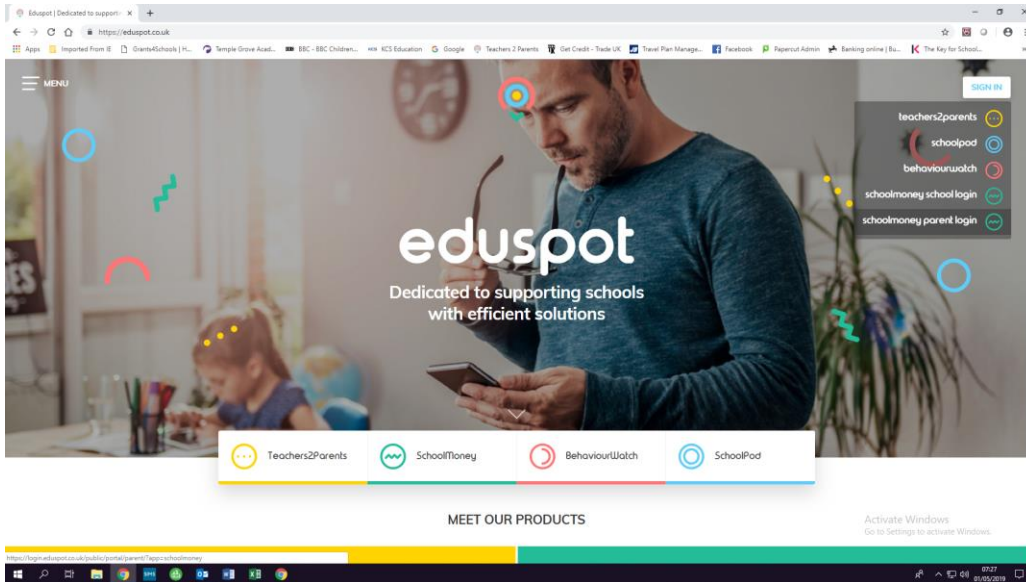 Eduspot | Dedicated to support
https://eduspot.co.uk
Apps
Imported From IE
Grants4Schools | H...
Temple Grove Acad...
BBC - BBC Children...
KCS Education
Google
Teachers 2 Parents
Get Credit - Trade UK
Travel Plan Manage...
Facebook
Papercut Admin
Banking online | Bu...
The Key for School...
MENU
SIGN IN
teachers2parents
schoolpod
behaviourwatch
schoolmoney school login
schoolmoney parent login
eduspot
Dedicated to supporting schools
with efficient solutions
Teachers2Parents
SchoolMoney
BehaviourWatch
SchoolPod
MEET OUR PRODUCTS
Activate Windows
Go to Settings to activate Windows.
https://login.eduspot.co.uk/public/portal/parent/?app=schoolmoney
07:27
01/05/2019